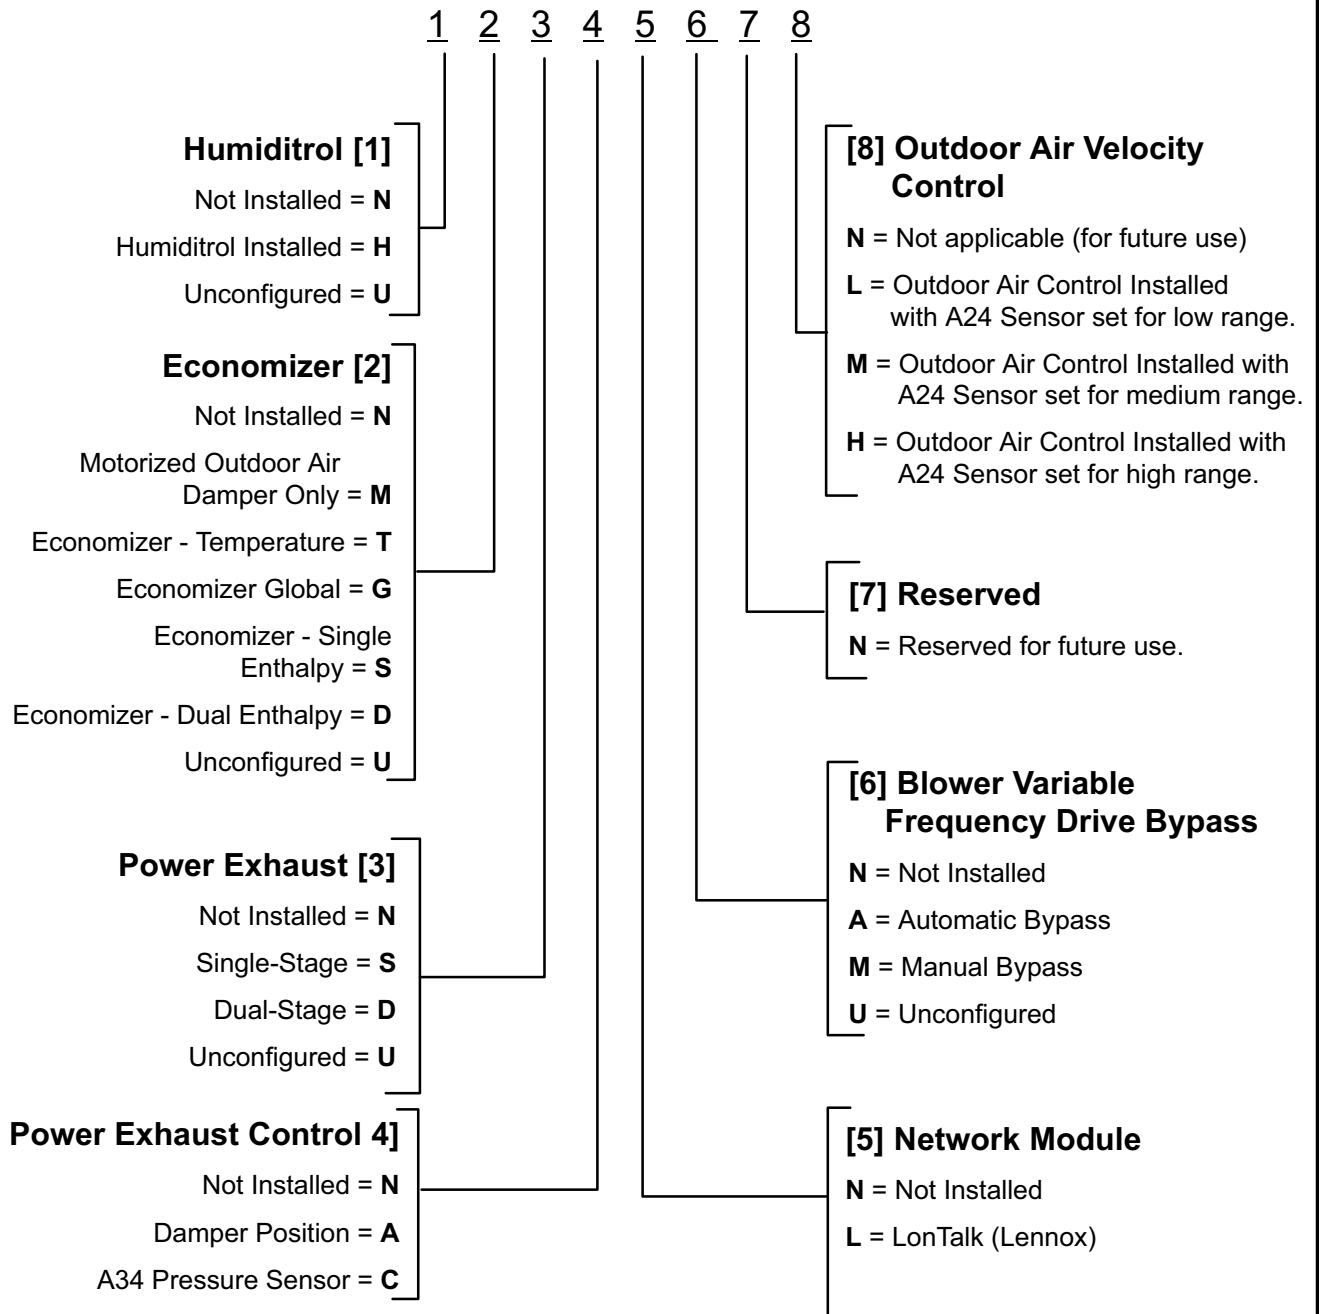 1 2 3 4 5 6 7 8
Humiditrol [1]
Not Installed = N
Humiditrol Installed = H
Unconfigured = U
Economizer [2]
Not Installed = N
Motorized Outdoor Air
Damper Only = M
Economizer - Temperature = T
Economizer Global = G
Economizer - Single
Enthalpy = S
Economizer - Dual Enthalpy = D
Unconfigured = U
Power Exhaust [3]
Not Installed = N
Single-Stage = S
Dual-Stage = D
Unconfigured = U
Power Exhaust Control 4]
Not Installed = N
Damper Position = A
A34 Pressure Sensor = C
[8] Outdoor Air Velocity
Control
N = Not applicable (for future use)
L = Outdoor Air Control Installed
with A24 Sensor set for low range.
M = Outdoor Air Control Installed with
A24 Sensor set for medium range.
H = Outdoor Air Control Installed with
A24 Sensor set for high range.
[7] Reserved
N = Reserved for future use.
[6] Blower Variable
Frequency Drive Bypass
N = Not Installed
A = Automatic Bypass
M = Manual Bypass
U = Unconfigured
[5] Network Module
N = Not Installed
L = LonTalk (Lennox)